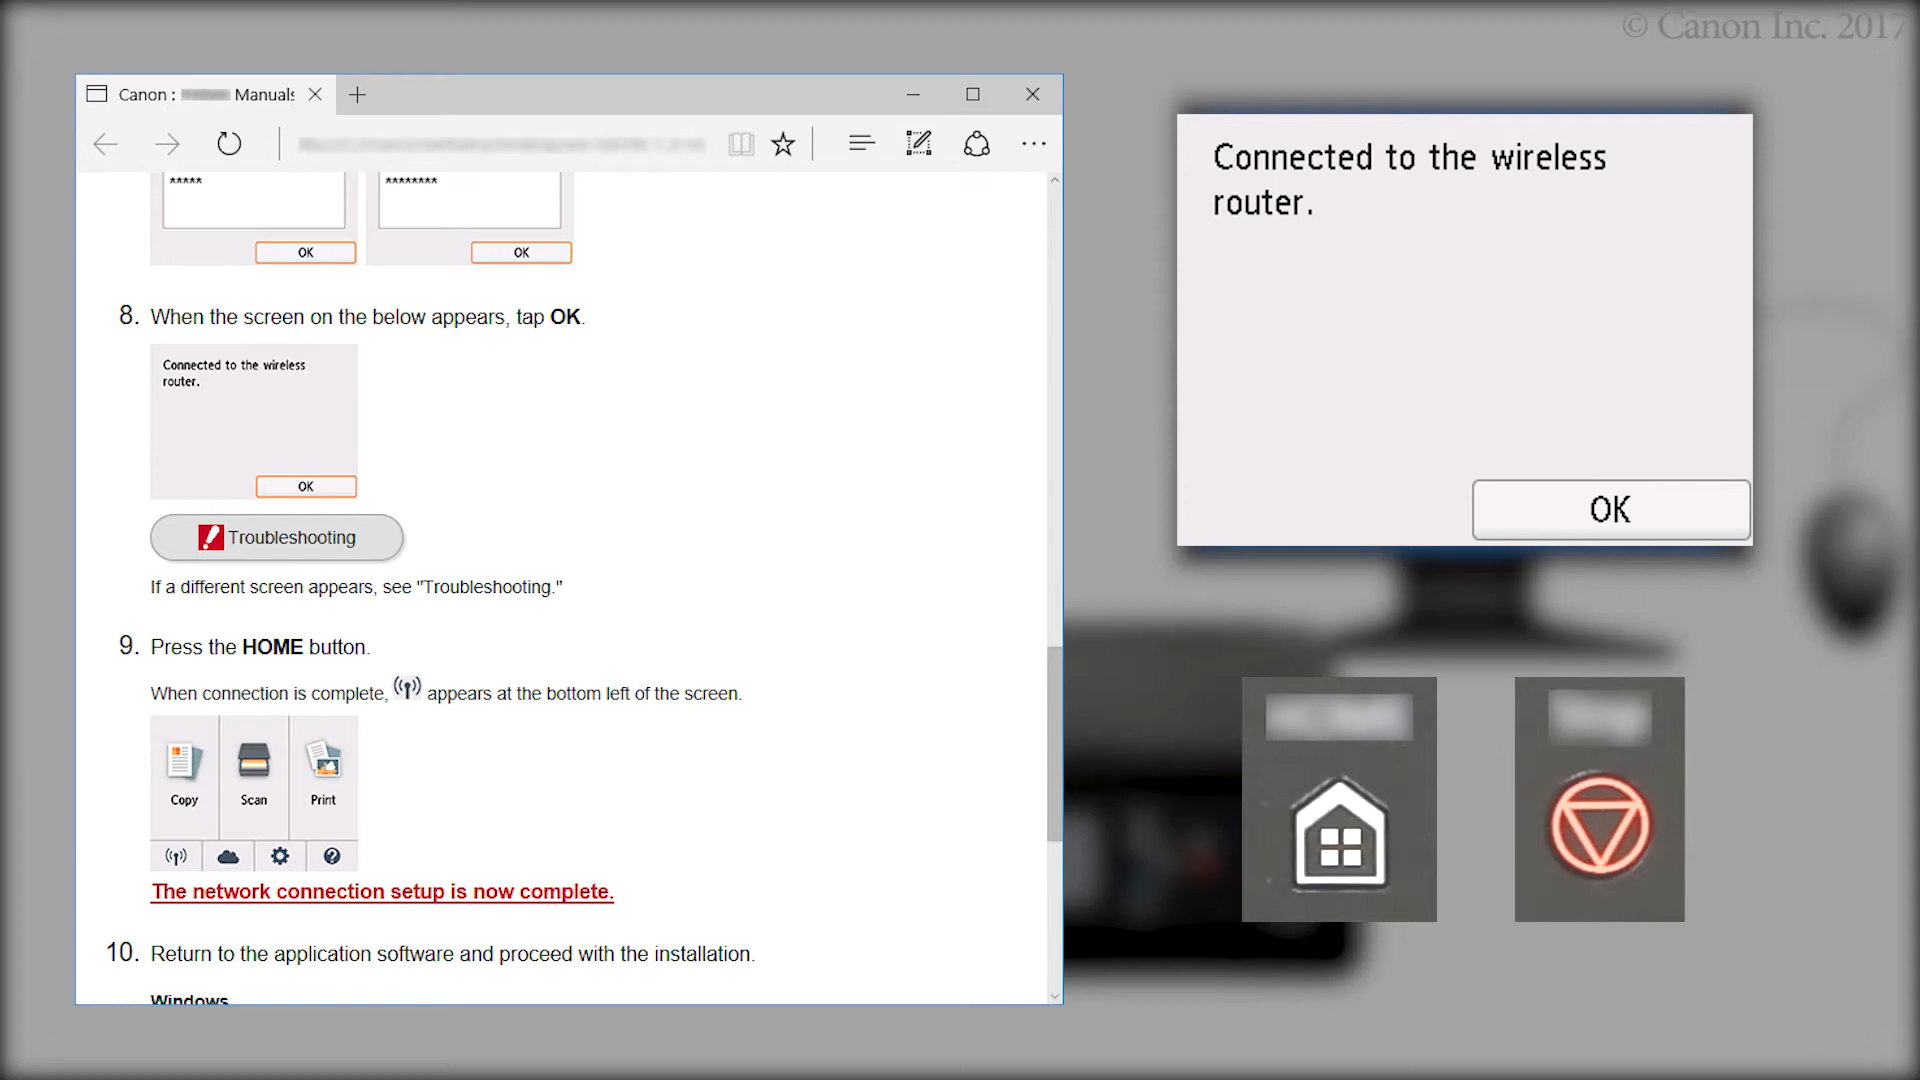 © Canon Inc. 2017
Canon : Manuals
*****
********
OK
OK
8. When the screen on the below appears, tap OK.
Connected to the wireless
router.
OK
Troubleshooting
If a different screen appears, see "Troubleshooting."
9. Press the HOME button.
When connection is complete, appears at the bottom left of the screen.
Copy
Scan
Print
The network connection setup is now complete.
10. Return to the application software and proceed with the installation.
Windows
Connected to the wireless
router.
OK